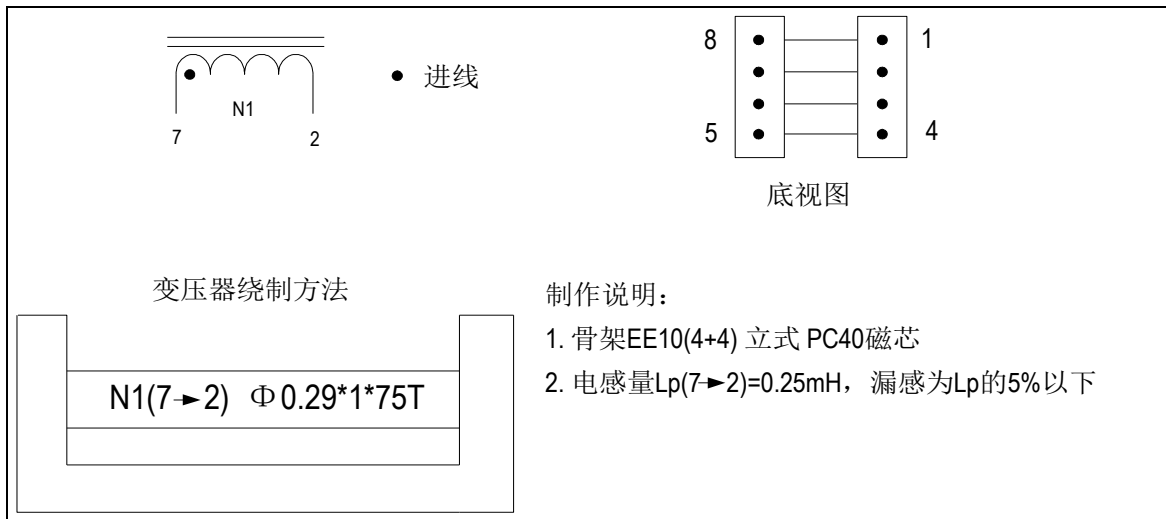 N1
7
2
● 进线
8
1
5
4
底视图
变压器绕制方法
N1(7→2) Φ0.29*1*75T
制作说明：
1. 骨架EE10(4+4) 立式 PC40磁芯
2. 电感量Lp(7→2)=0.25mH，漏感为Lp的5%以下